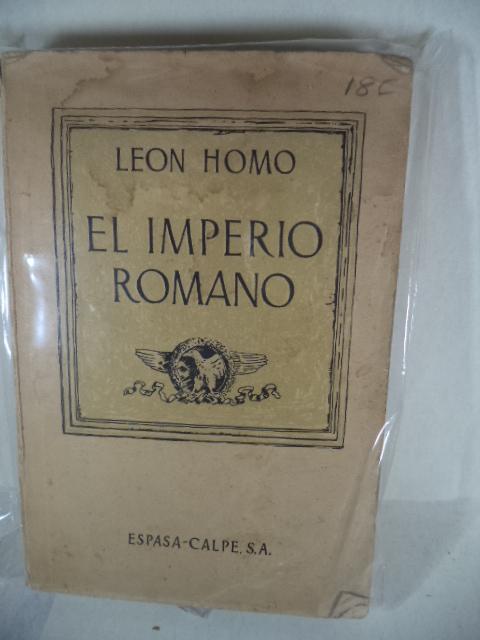 18C
LEON HOMO
EL IMPERIO
ROMANO
ESPASA-CALPE, S.A.